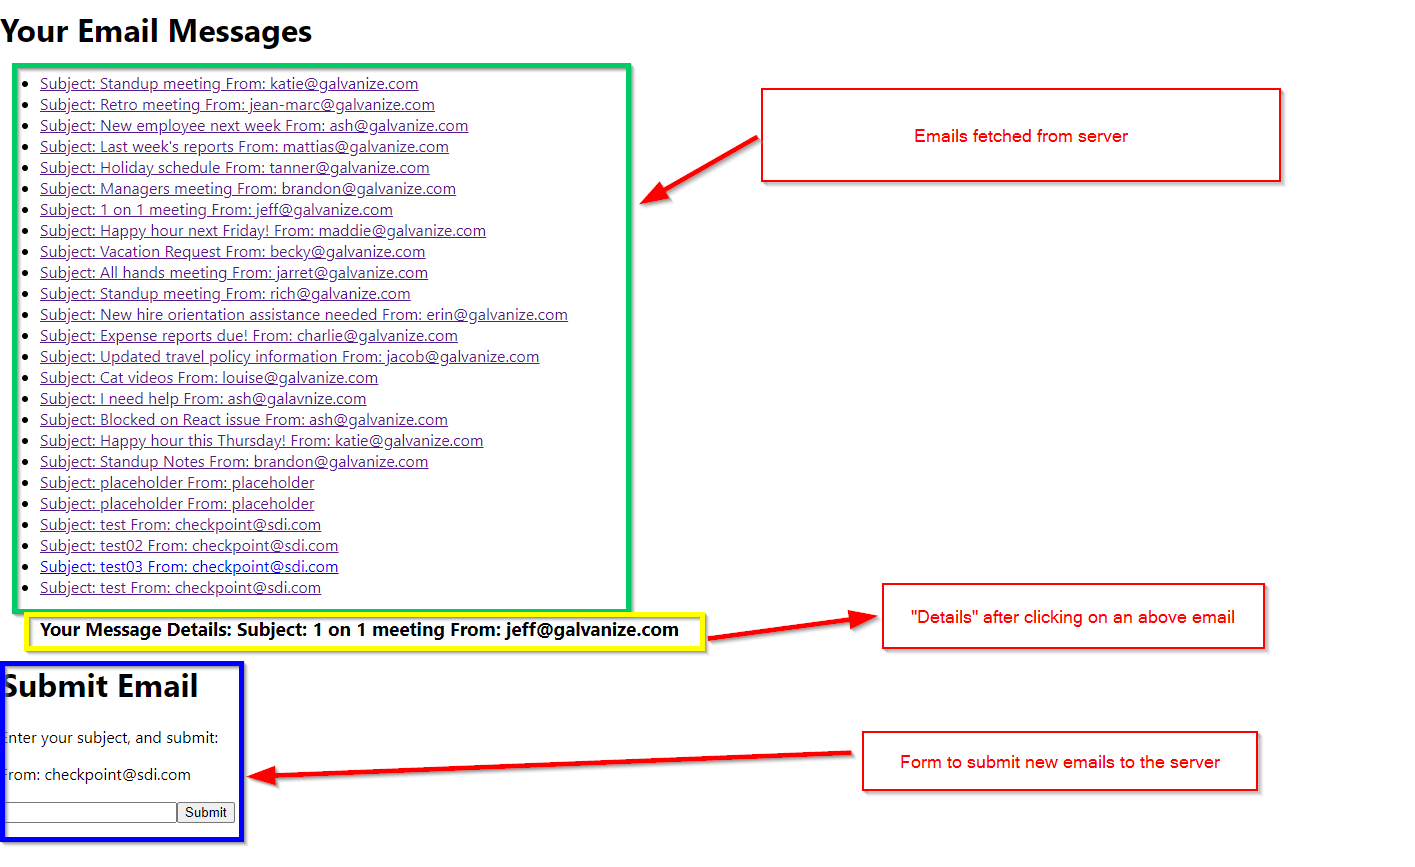 Your Email Messages
Subject: Standup meeting From: katie@galvanize.com
Subject: Retro meeting From: jean-marc@galvanize.com
Subject: New employee next week From: ash@galvanize.com
Subject: Last week's reports From: mattias@galvanize.com
Subject: Holiday schedule From: tanner@galvanize.com
Subject: Managers meeting From: brandon@galvanize.com
Subject: 1 on 1 meeting From: jeff@galvanize.com
Subject: Happy hour next Friday! From: maddie@galvanize.com
Subject: Vacation Request From: becky@galvanize.com
Subject: All hands meeting From: jarret@galvanize.com
Subject: Standup meeting From: rich@galvanize.com
Subject: New hire orientation assistance needed From: erin@galvanize.com
Subject: Expense reports due! From: charlie@galvanize.com
Subject: Updated travel policy information From: jacob@galvanize.com
Subject: Cat videos From: louise@galvanize.com
Subject: I need help From: ash@galavnize.com
Subject: Blocked on React issue From: ash@galvanize.com
Subject: Happy hour this Thursday! From: katie@galvanize.com
Subject: Standup Notes From: brandon@galvanize.com
Subject: placeholder From: placeholder
Subject: placeholder From: placeholder
Subject: test From: checkpoint@sdi.com
Subject: test02 From: checkpoint@sdi.com
Subject: test03 From: checkpoint@sdi.com
Subject: test From: checkpoint@sdi.com
Emails fetched from server
Your Message Details: Subject: 1 on 1 meeting From: jeff@galvanize.com
"Details" after clicking on an above email
Submit Email
Enter your subject, and submit:
From: checkpoint@sdi.com
Submit
Form to submit new emails to the server